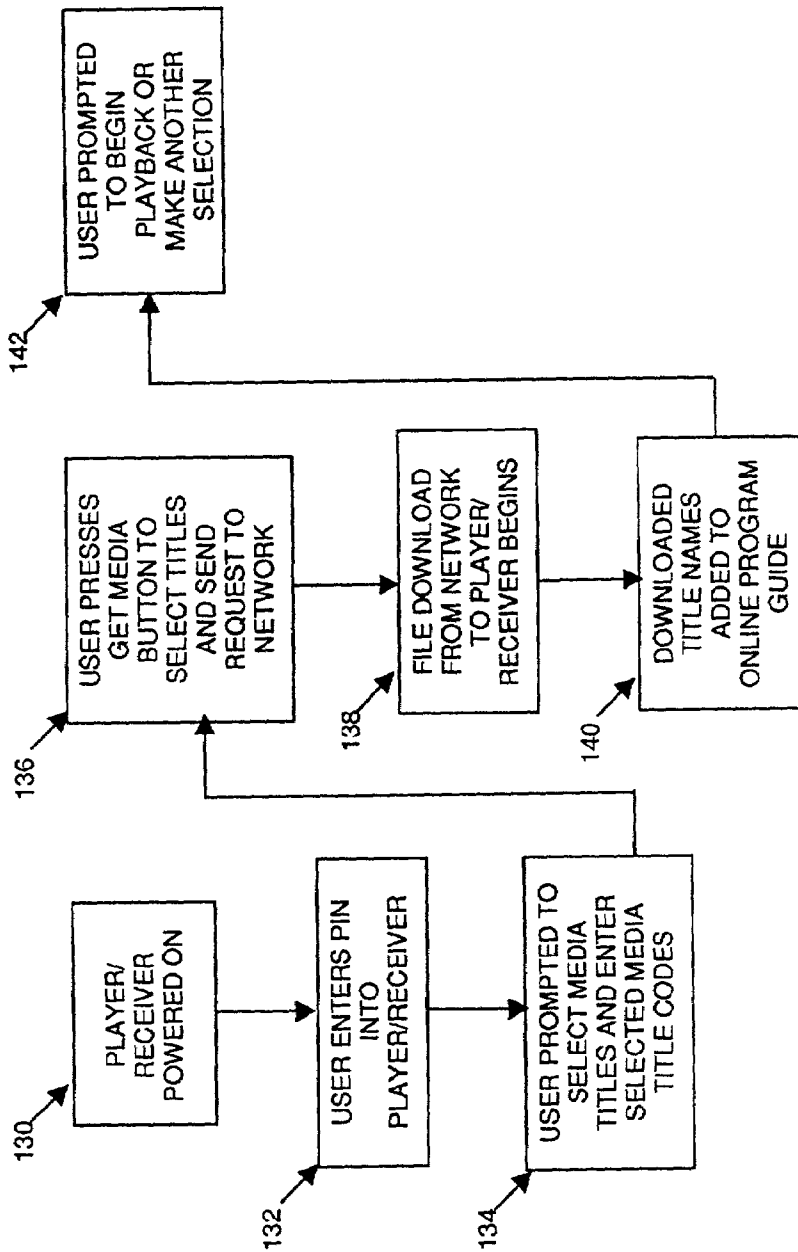 130
PLAYER/
RECEIVER
POWERED ON
132
USER ENTERS PIN
INTO
PLAYER/RECEIVER
134
USER PROMPTED TO
SELECT MEDIA
TITLES AND ENTER
SELECTED MEDIA
TITLE CODES
136
USER PRESSES
GET MEDIA
BUTTON TO
SELECT TITLES
AND SEND
REQUEST TO
NETWORK
138
FILE DOWNLOAD
FROM NETWORK
TO PLAYER/
RECEIVER BEGINS
140
DOWNLOADED
TITLE NAMES
ADDED TO
ONLINE PROGRAM
GUIDE
142
USER PROMPTED
TO BEGIN
PLAYBACK OR
MAKE ANOTHER
SELECTION